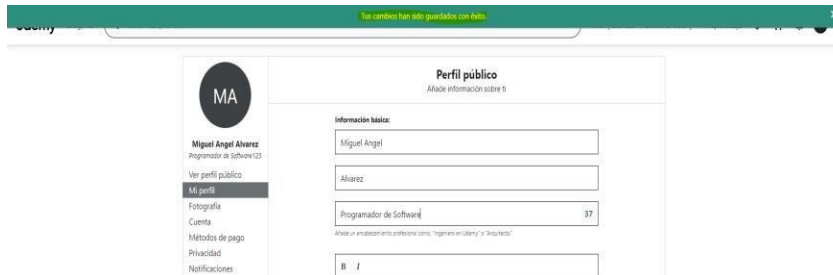 Tus cambios han sido guardados con éxito.
MA
Miguel Angel Alvarez
Programador de Software123
Ver perfil público
Mi perfil
Fotografía
Cuenta
Métodos de pago
Privacidad
Notificaciones
Perfil público
Añade información sobre ti
Información básica:
Miguel Angel
Alvarez
Programador de Software
37
Añade un encabezamiento profesional como: "Ingeniero en Udemy" o "Arquitecto".
B I